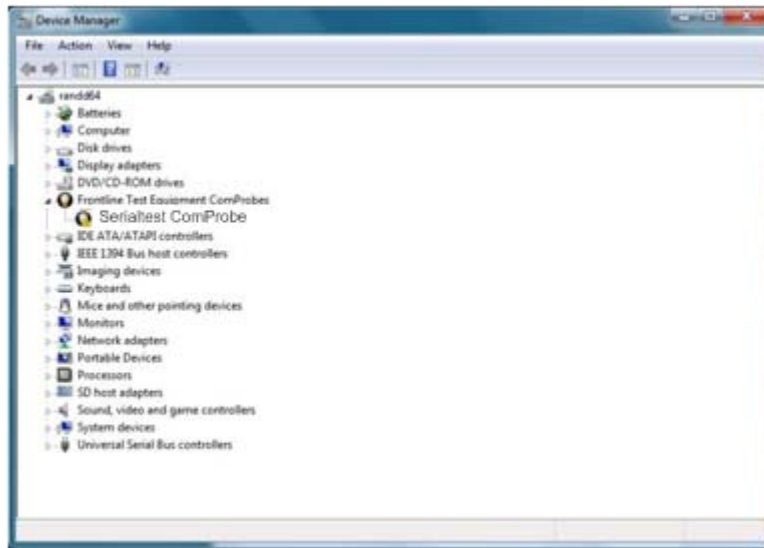 Device Manager
File Action View Help
randd64
Batteries
Computer
Disk drives
Display adapters
DVD/CD-ROM drives
Frontline Test Equipment ComProbes
Serialtest ComProbe
IDE ATA/ATAPI controllers
IEEE 1394 Bus host controllers
Imaging devices
Keyboards
Mice and other pointing devices
Monitors
Network adapters
Portable Devices
Processors
SD host adapters
Sound, video and game controllers
System devices
Universal Serial Bus controllers